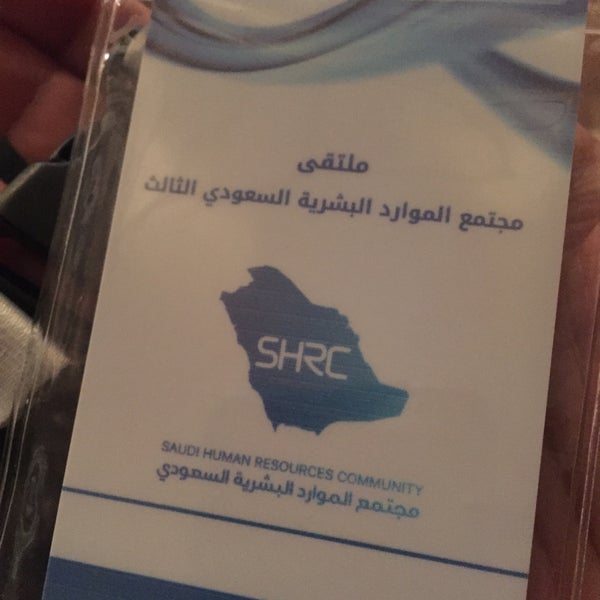 ملتقى
مجتمع الموارد البشرية السعودي الثالث
SHRC
SAUDI HUMAN RESOURCES COMMUNITY
مجتمع الموارد البشرية السعودي